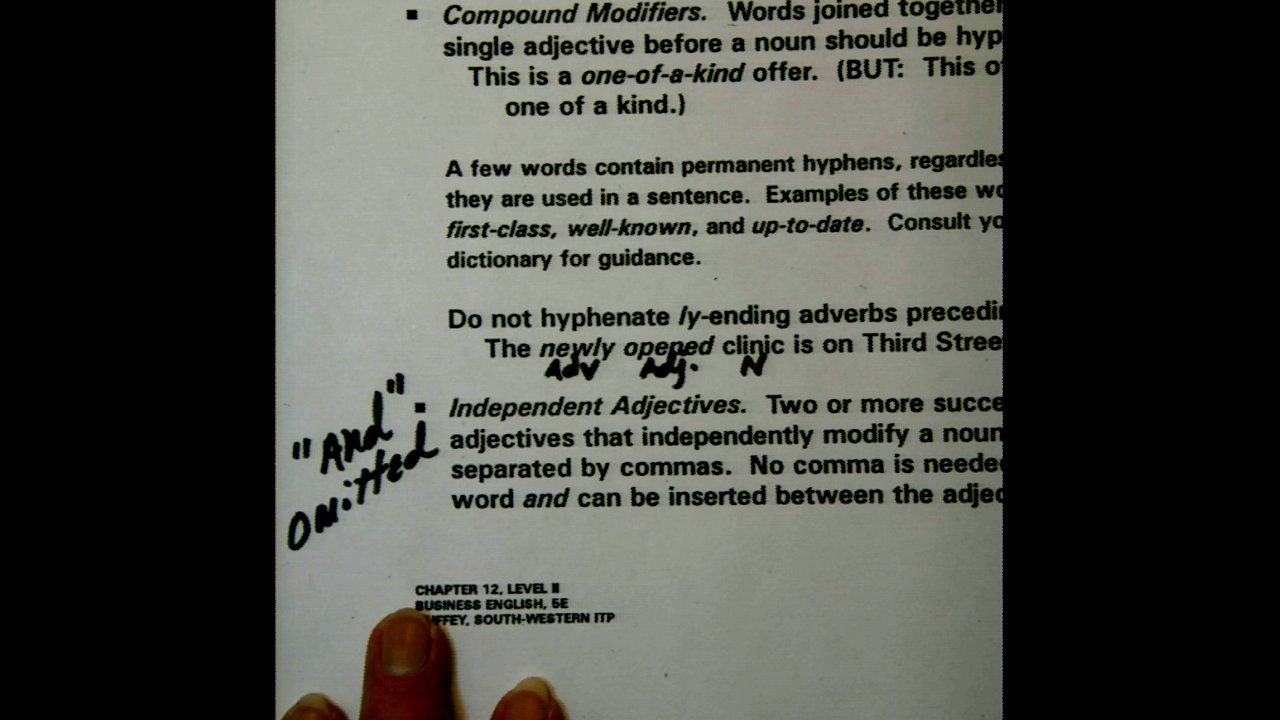 ▪ Compound Modifiers. Words joined together
single adjective before a noun should be hyp
This is a one-of-a-kind offer. (BUT: This of
one of a kind.)
A few words contain permanent hyphens, regardles
they are used in a sentence. Examples of these wo
first-class, well-known, and up-to-date. Consult yo
dictionary for guidance.
Do not hyphenate ly-ending adverbs precedin
The newly opened clinic is on Third Stree
Adv Adj. N
"And"
omitted
▪ Independent Adjectives. Two or more succe
adjectives that independently modify a noun
separated by commas. No comma is neede
word and can be inserted between the adjec
CHAPTER 12, LEVEL II
BUSINESS ENGLISH, 5E
FFEY, SOUTH-WESTERN ITP